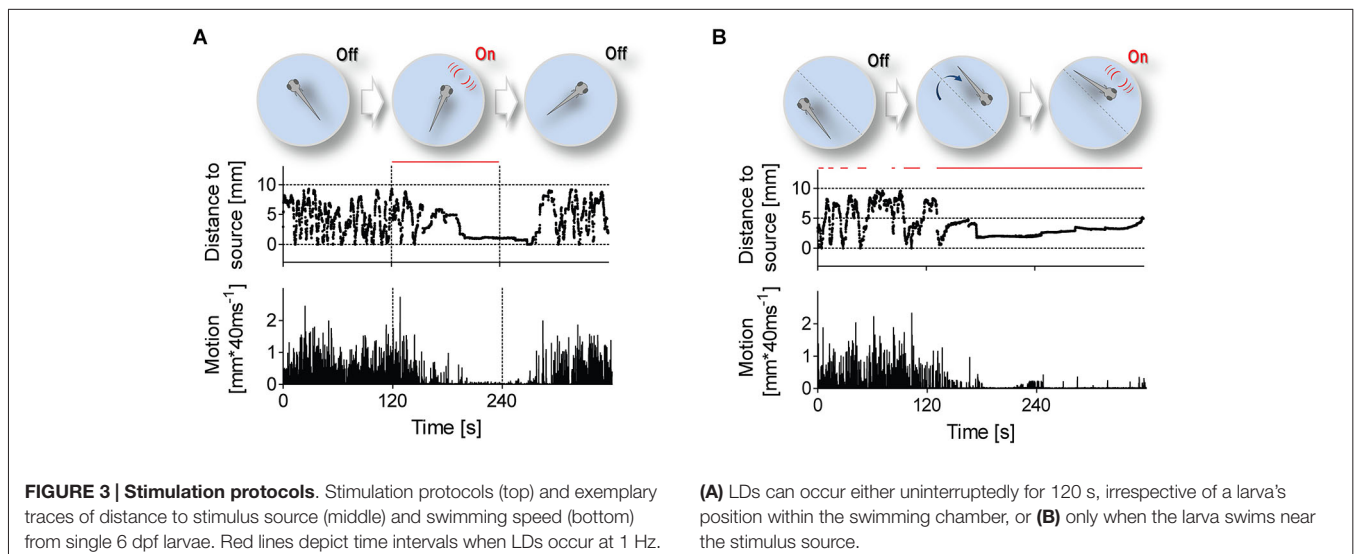 A
Off
On
Off
Distance to
source [mm]
10
5
0
Motion
[mm*40ms-1]
2
1
0
0
120
240
Time [s]
B
Off
On
Distance to
source [mm]
10
5
0
Motion
[mm*40ms-1]
2
1
0
0
120
240
Time [s]
FIGURE 3 | Stimulation protocols. Stimulation protocols (top) and exemplary
traces of distance to stimulus source (middle) and swimming speed (bottom)
from single 6 dpf larvae. Red lines depict time intervals when LDs occur at 1 Hz.
(A) LDs can occur either uninterruptedly for 120 s, irrespective of a larva's
position within the swimming chamber, or (B) only when the larva swims near
the stimulus source.